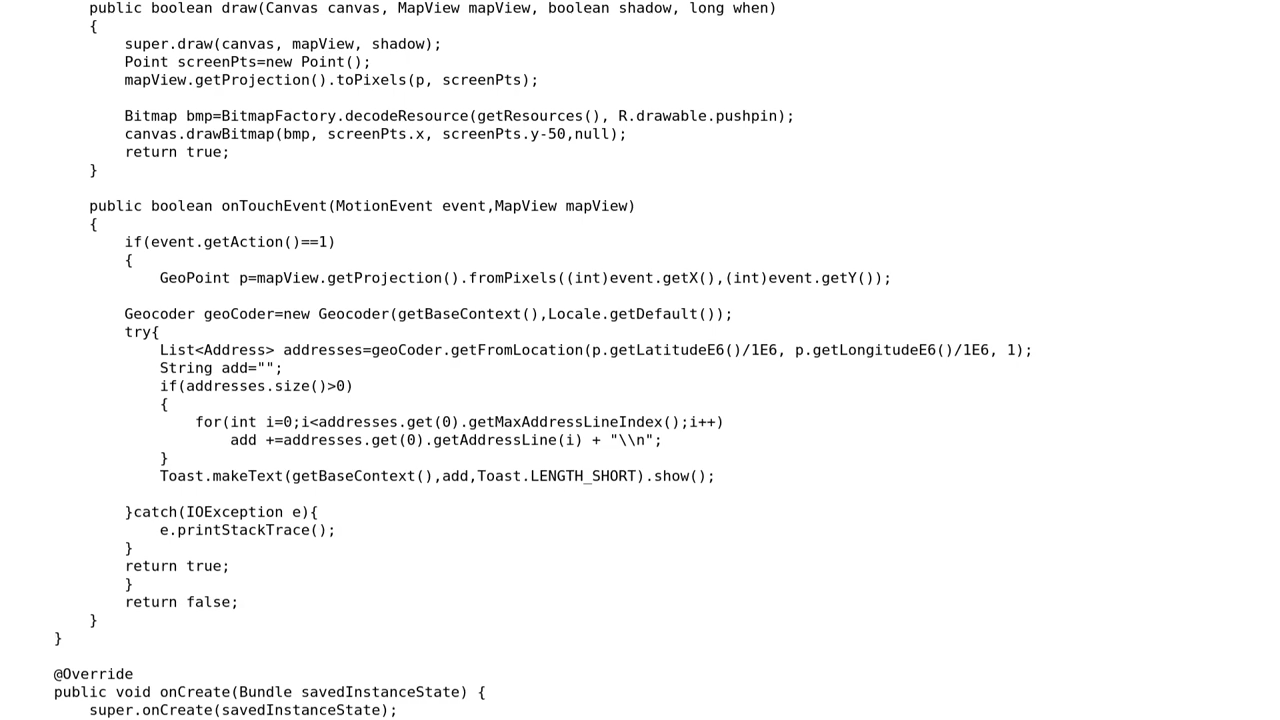 public boolean draw(Canvas canvas, MapView mapView, boolean shadow, long when)
{
super.draw(canvas, mapView, shadow);
Point screenPts=new Point();
mapView.getProjection().toPixels(p, screenPts);
Bitmap bmp=BitmapFactory.decodeResource(getResources(), R.drawable.pushpin);
canvas.drawBitmap(bmp, screenPts.x, screenPts.y-50,null);
return true;
}
public boolean onTouchEvent(MotionEvent event,MapView mapView)
{
if(event.getAction()==1)
{
GeoPoint p=mapView.getProjection().fromPixels((int)event.getX(),(int)event.getY());
Geocoder geoCoder=new Geocoder(getBaseContext(),Locale.getDefault());
try{
List<Address> addresses=geoCoder.getFromLocation(p.getLatitudeE6()/1E6, p.getLongitudeE6()/1E6, 1);
String add="";
if(addresses.size()>0)
{
for(int i=0;i<addresses.get(0).getMaxAddressLineIndex();i++)
add +=addresses.get(0).getAddressLine(i) + "\\n";
}
Toast.makeText(getBaseContext(),add,Toast.LENGTH_SHORT).show();
}catch(IOException e){
e.printStackTrace();
}
return true;
}
return false;
}
}
@Override
public void onCreate(Bundle savedInstanceState) {
super.onCreate(savedInstanceState);